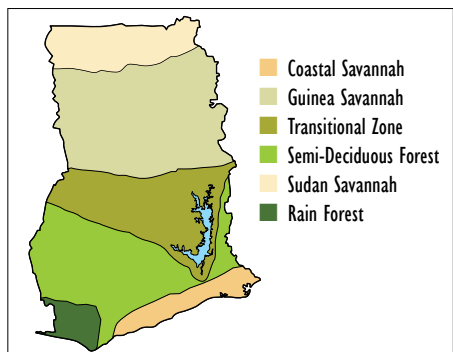 Coastal Savannah
Guinea Savannah
Transitional Zone
Semi-Deciduous Forest
Sudan Savannah
Rain Forest